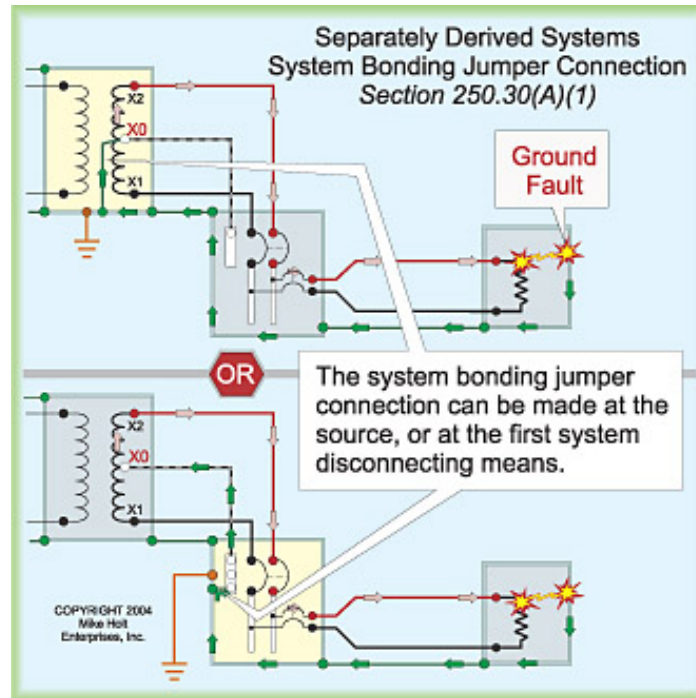 Separately Derived Systems
System Bonding Jumper Connection
Section 250.30(A)(1)
X2
X0
X1
Ground
Fault
OR
The system bonding jumper
connection can be made at the
source, or at the first system
disconnecting means.
X2
X0
X1
COPYRIGHT 2004
Mike Holt
Enterprises, Inc.